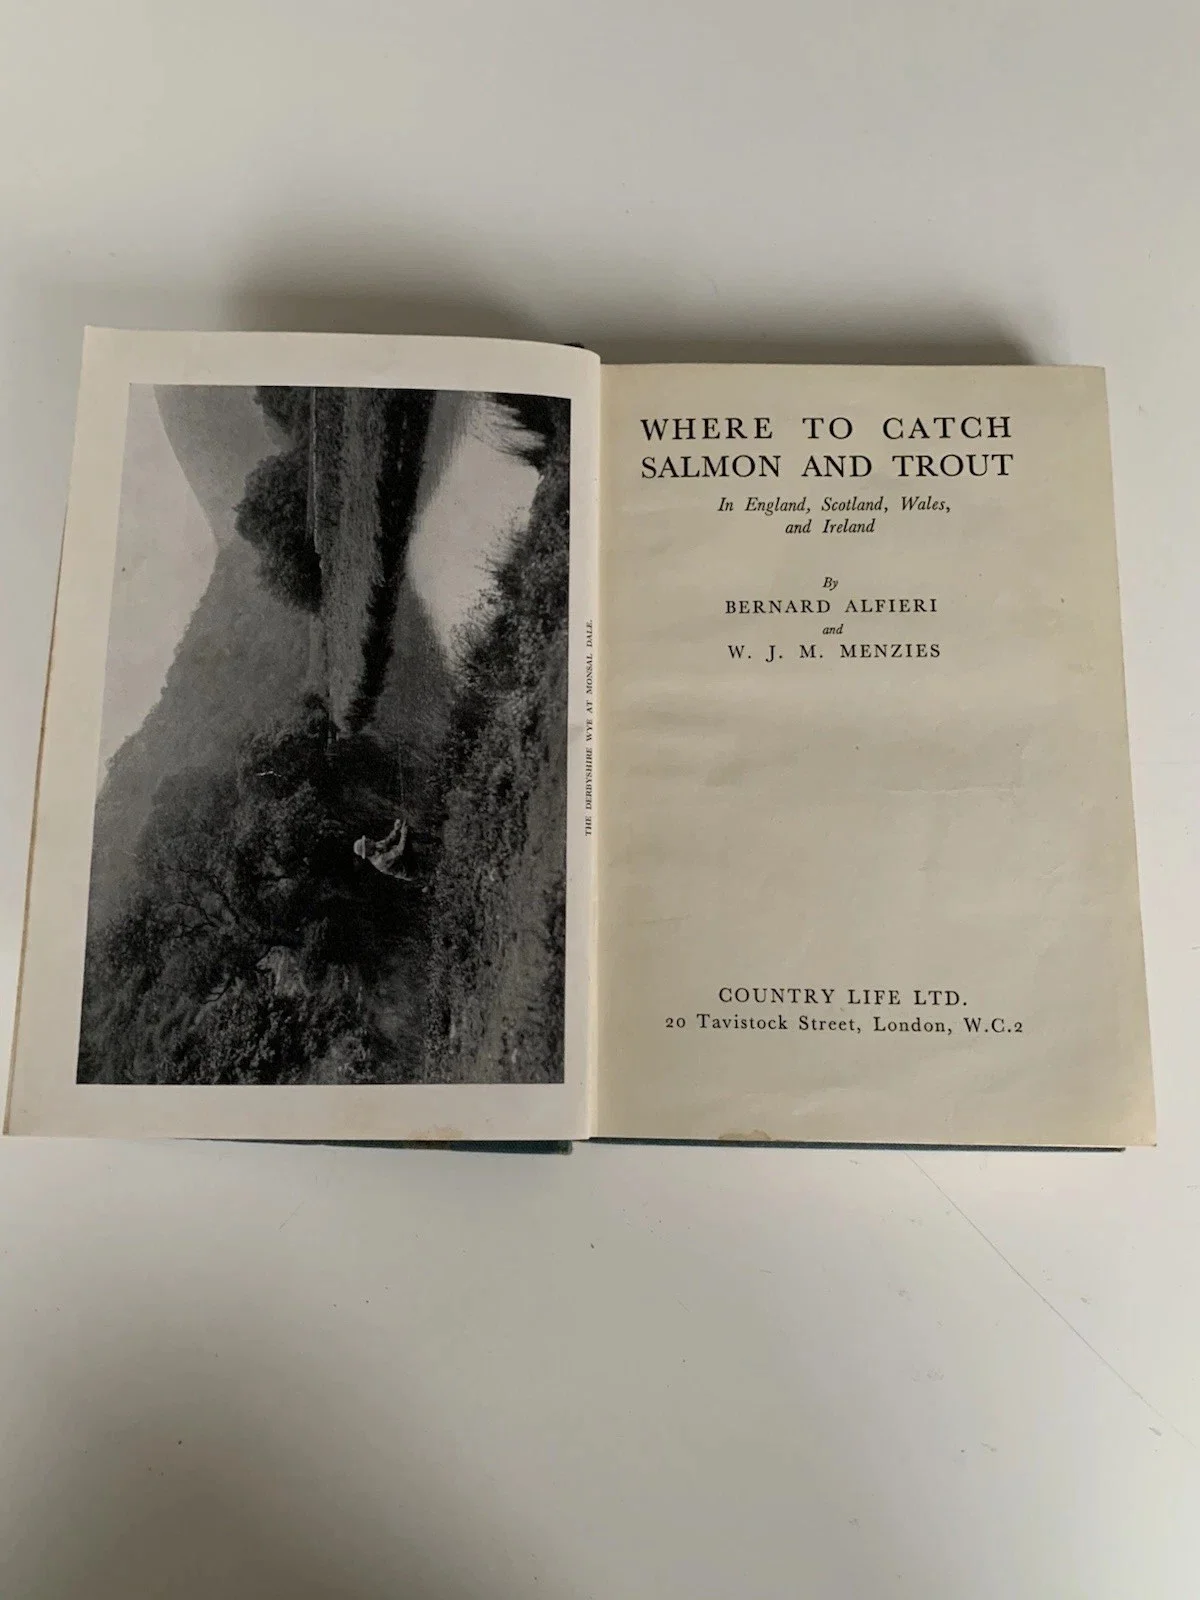 THE DERBYSHIRE WYE AT MONSAL DALE.
WHERE TO CATCH
SALMON AND TROUT
In England, Scotland, Wales,
and Ireland
By
BERNARD ALFIERI
and
W. J. M. MENZIES
COUNTRY LIFE LTD.
20 Tavistock Street, London, W.C.2